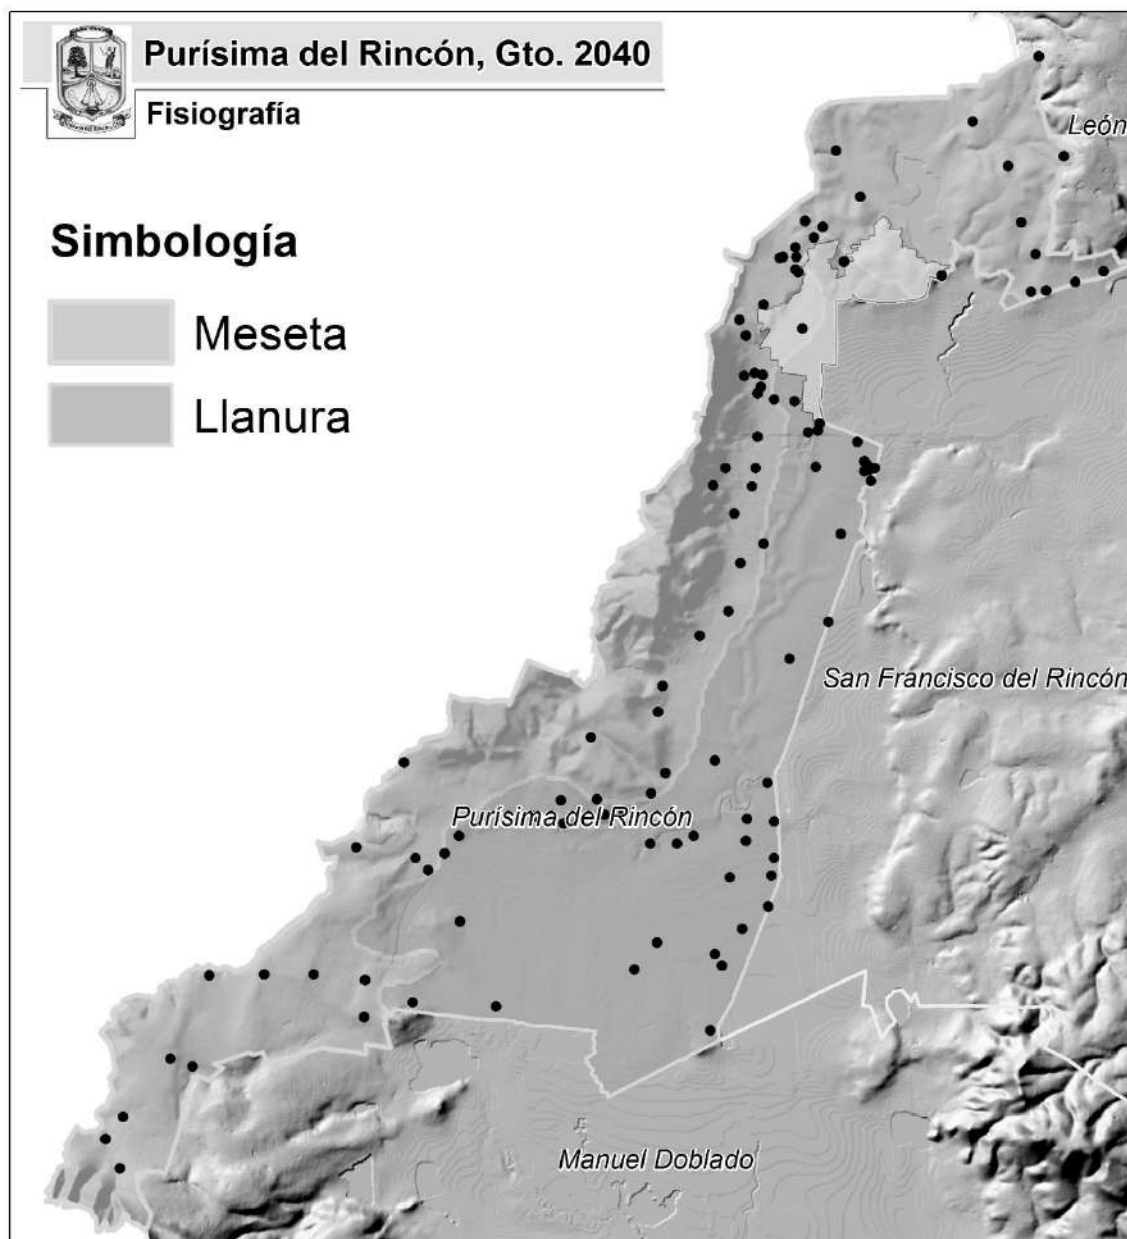 Purísima del Rincón, Gto. 2040
Fisiografía
León
Simbología
Meseta
Llanura
San Francisco del Rincón
Purísima del Rincón
Manuel Doblado